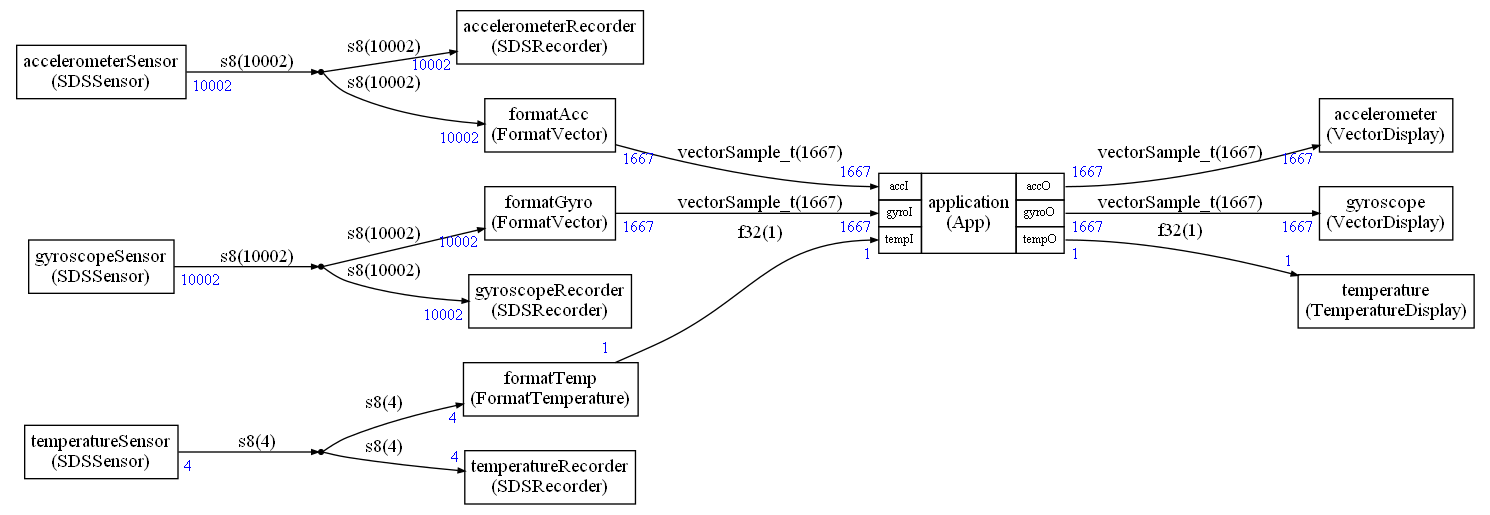 accelerometerSensor
(SDSSensor)
10002
s8(10002)
s8(10002)
10002
accelerometerRecorder
(SDSRecorder)
s8(10002)
10002
formatAcc
(FormatVector)
1667
vectorSample_t(1667)
1667
gyroscopeSensor
(SDSSensor)
10002
s8(10002)
s8(10002)
10002
formatGyro
(FormatVector)
1667
vectorSample_t(1667)
1667
s8(10002)
10002
gyroscopeRecorder
(SDSRecorder)
temperatureSensor
(SDSSensor)
4
s8(4)
s8(4)
4
formatTemp
(FormatTemperature)
1
f32(1)
1
s8(4)
4
temperatureRecorder
(SDSRecorder)
accI
gyroI
tempI
application
(App)
accO
gyroO
tempO
1667
vectorSample_t(1667)
1667
accelerometer
(VectorDisplay)
1667
vectorSample_t(1667)
1667
gyroscope
(VectorDisplay)
1
f32(1)
1
temperature
(TemperatureDisplay)